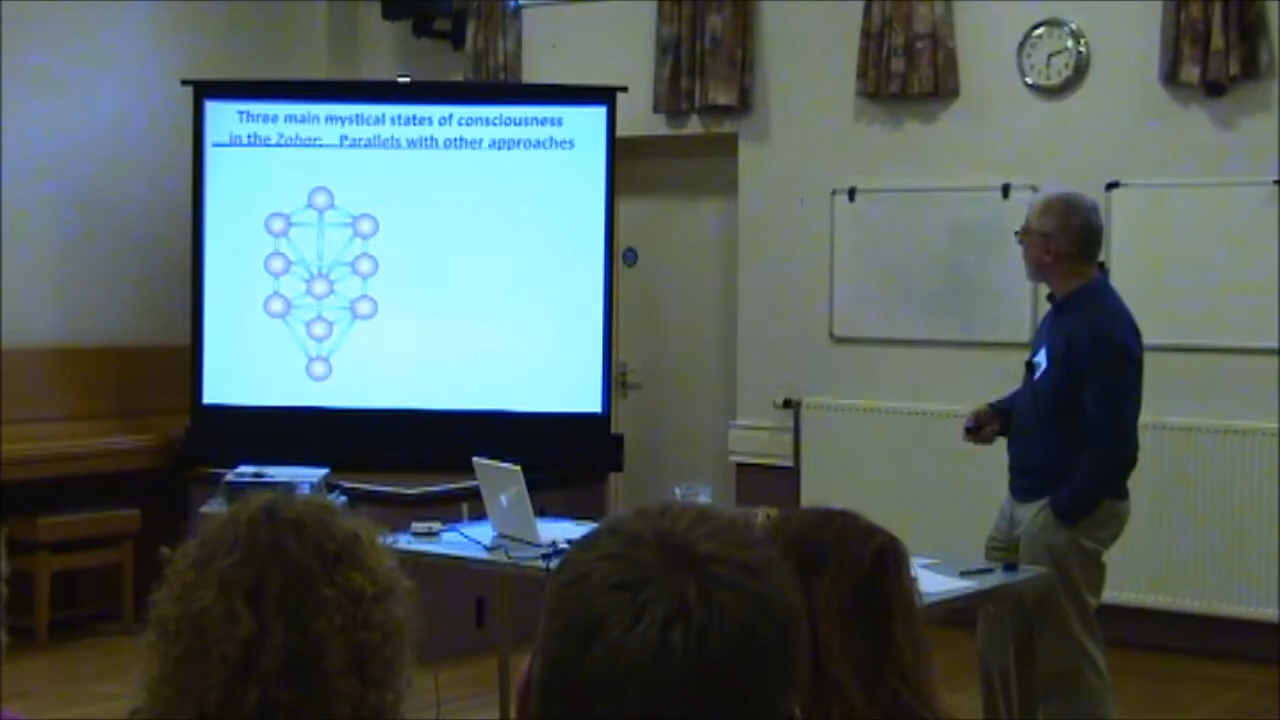 Three main mystical states of consciousness
in the Zohar: Parallels with other approaches